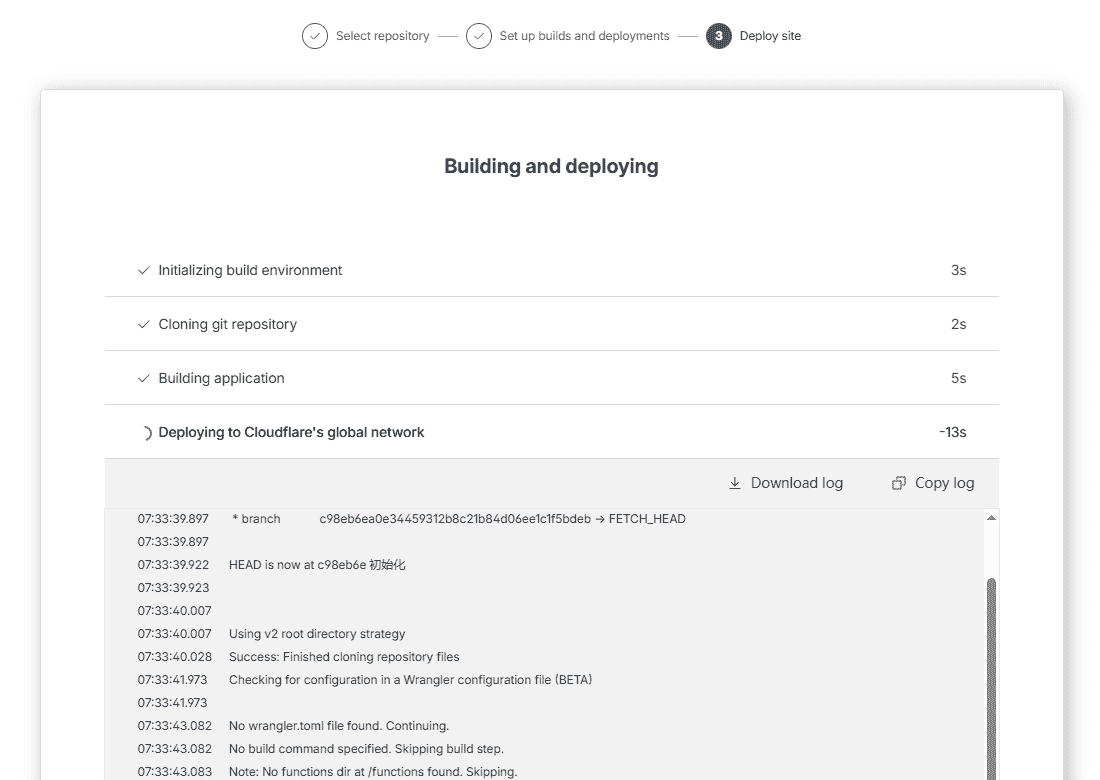 Select repository
Set up builds and deployments
3 Deploy site
Building and deploying
Initializing build environment 3s
Cloning git repository 2s
Building application 5s
Deploying to Cloudflare's global network -13s
Download log Copy log
07:33:39.897 * branch c98eb6ea0e34459312b8c21b84d06ee1c1f5bdeb -> FETCH_HEAD
07:33:39.897
07:33:39.922 HEAD is now at c98eb6e 初始化
07:33:39.923
07:33:40.007
07:33:40.007 Using v2 root directory strategy
07:33:40.028 Success: Finished cloning repository files
07:33:41.973 Checking for configuration in a Wrangler configuration file (BETA)
07:33:41.973
07:33:43.082 No wrangler.toml file found. Continuing.
07:33:43.082 No build command specified. Skipping build step.
07:33:43.083 Note: No functions dir at /functions found. Skipping.